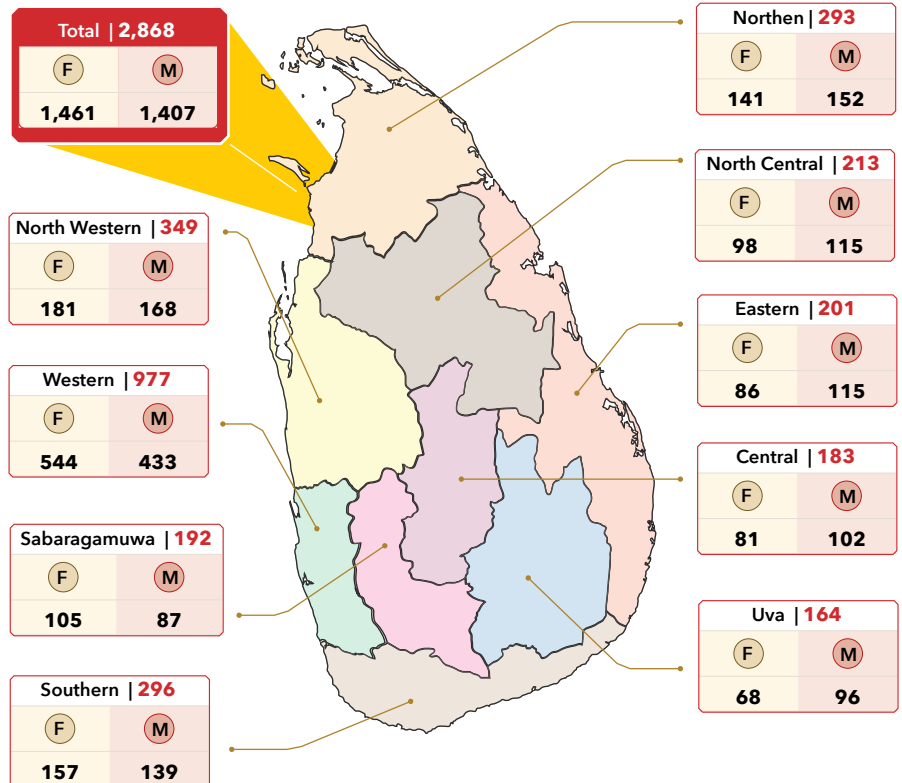 Total | 2,868
F M
1,461 1,407
Northen | 293
F M
141 152
North Central | 213
F M
98 115
North Western | 349
F M
181 168
Eastern | 201
F M
86 115
Western | 977
F M
544 433
Central | 183
F M
81 102
Sabaragamuwa | 192
F M
105 87
Uva | 164
F M
68 96
Southern | 296
F M
157 139